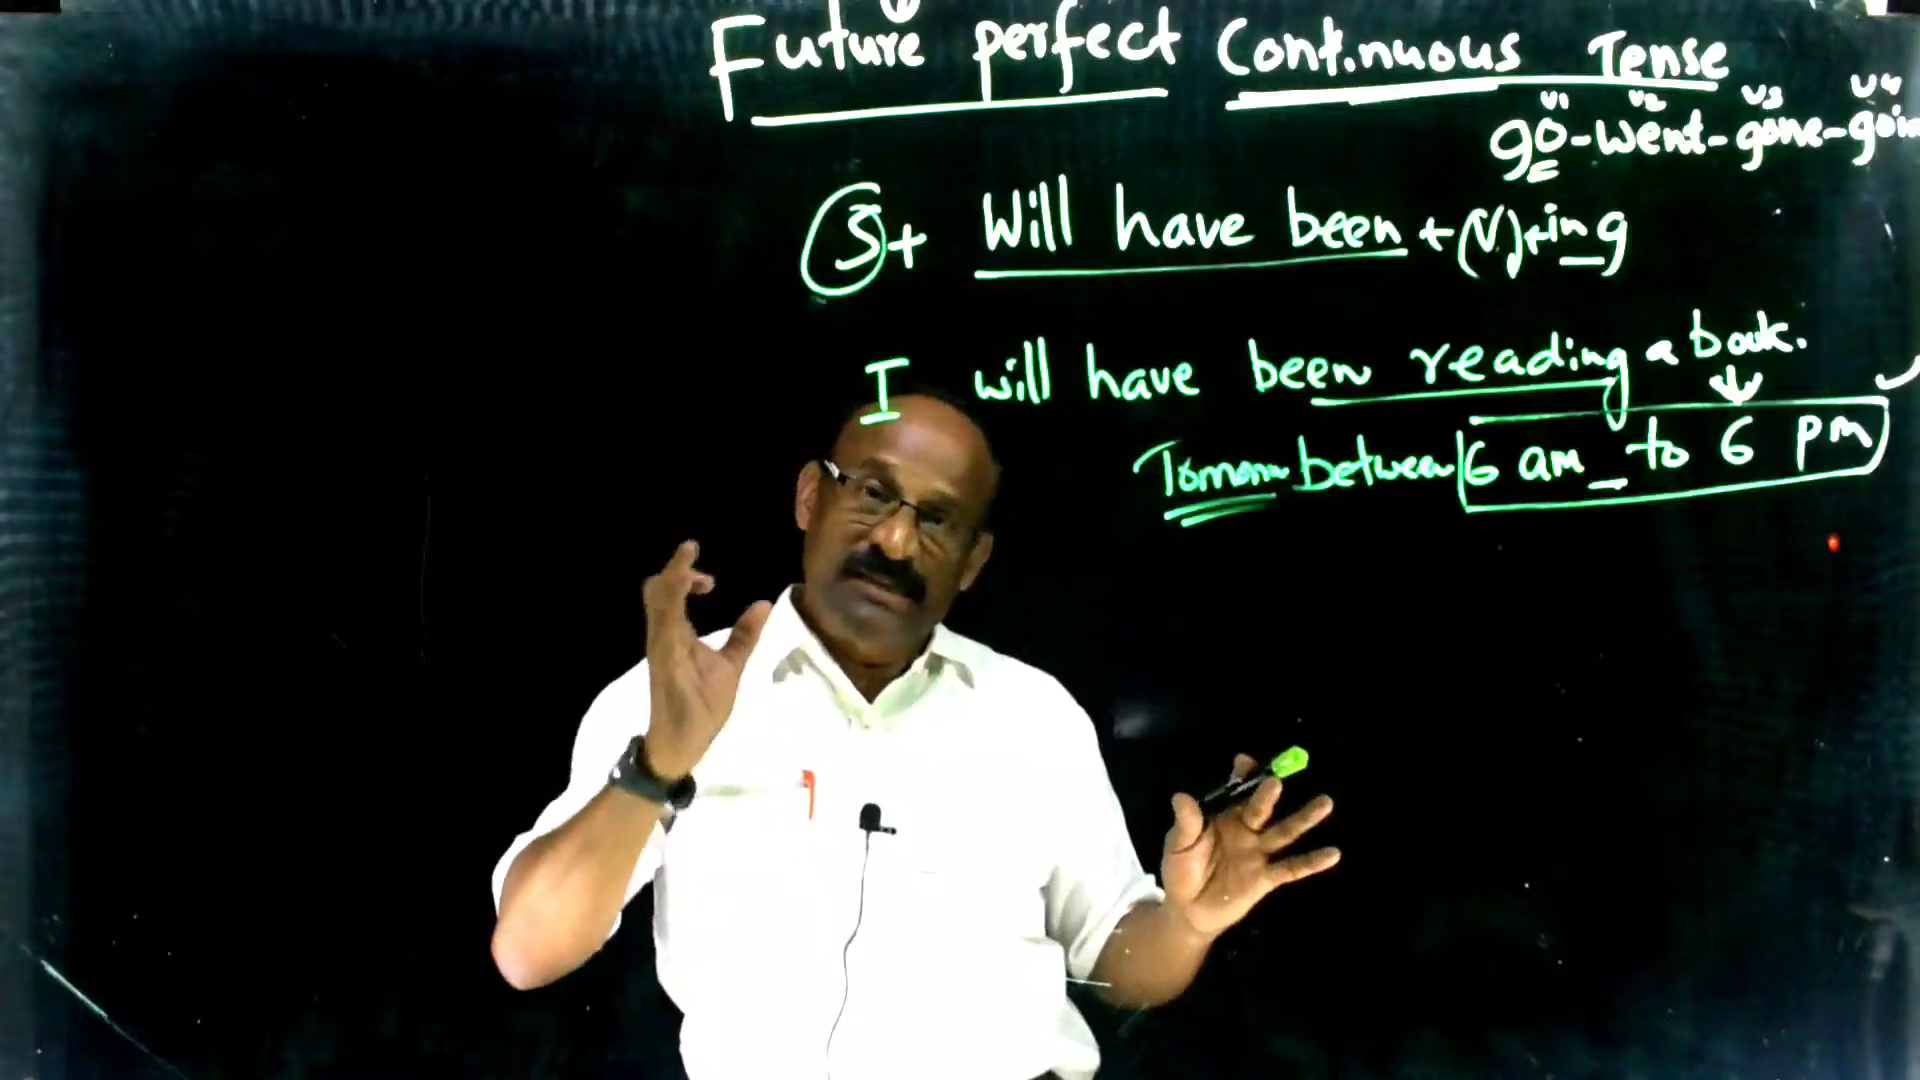 Future perfect Continuous Tense
V1 V2 V3 V4
go-went-gone-goin
S+ Will have been +(V)+ing
I will have been reading a book.
Tomorrow between 6 am to 6 pm